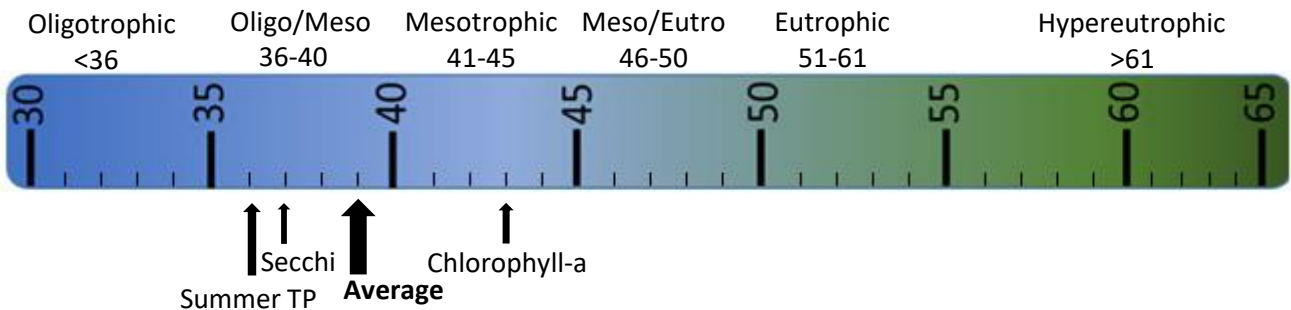 Oligotrophic Oligo/Meso Mesotrophic Meso/Eutro Eutrophic Hypereutrophic
<36 36-40 41-45 46-50 51-61 >61
30 35 40 45 50 55 60 65
Secchi Chlorophyll-a
Summer TP Average